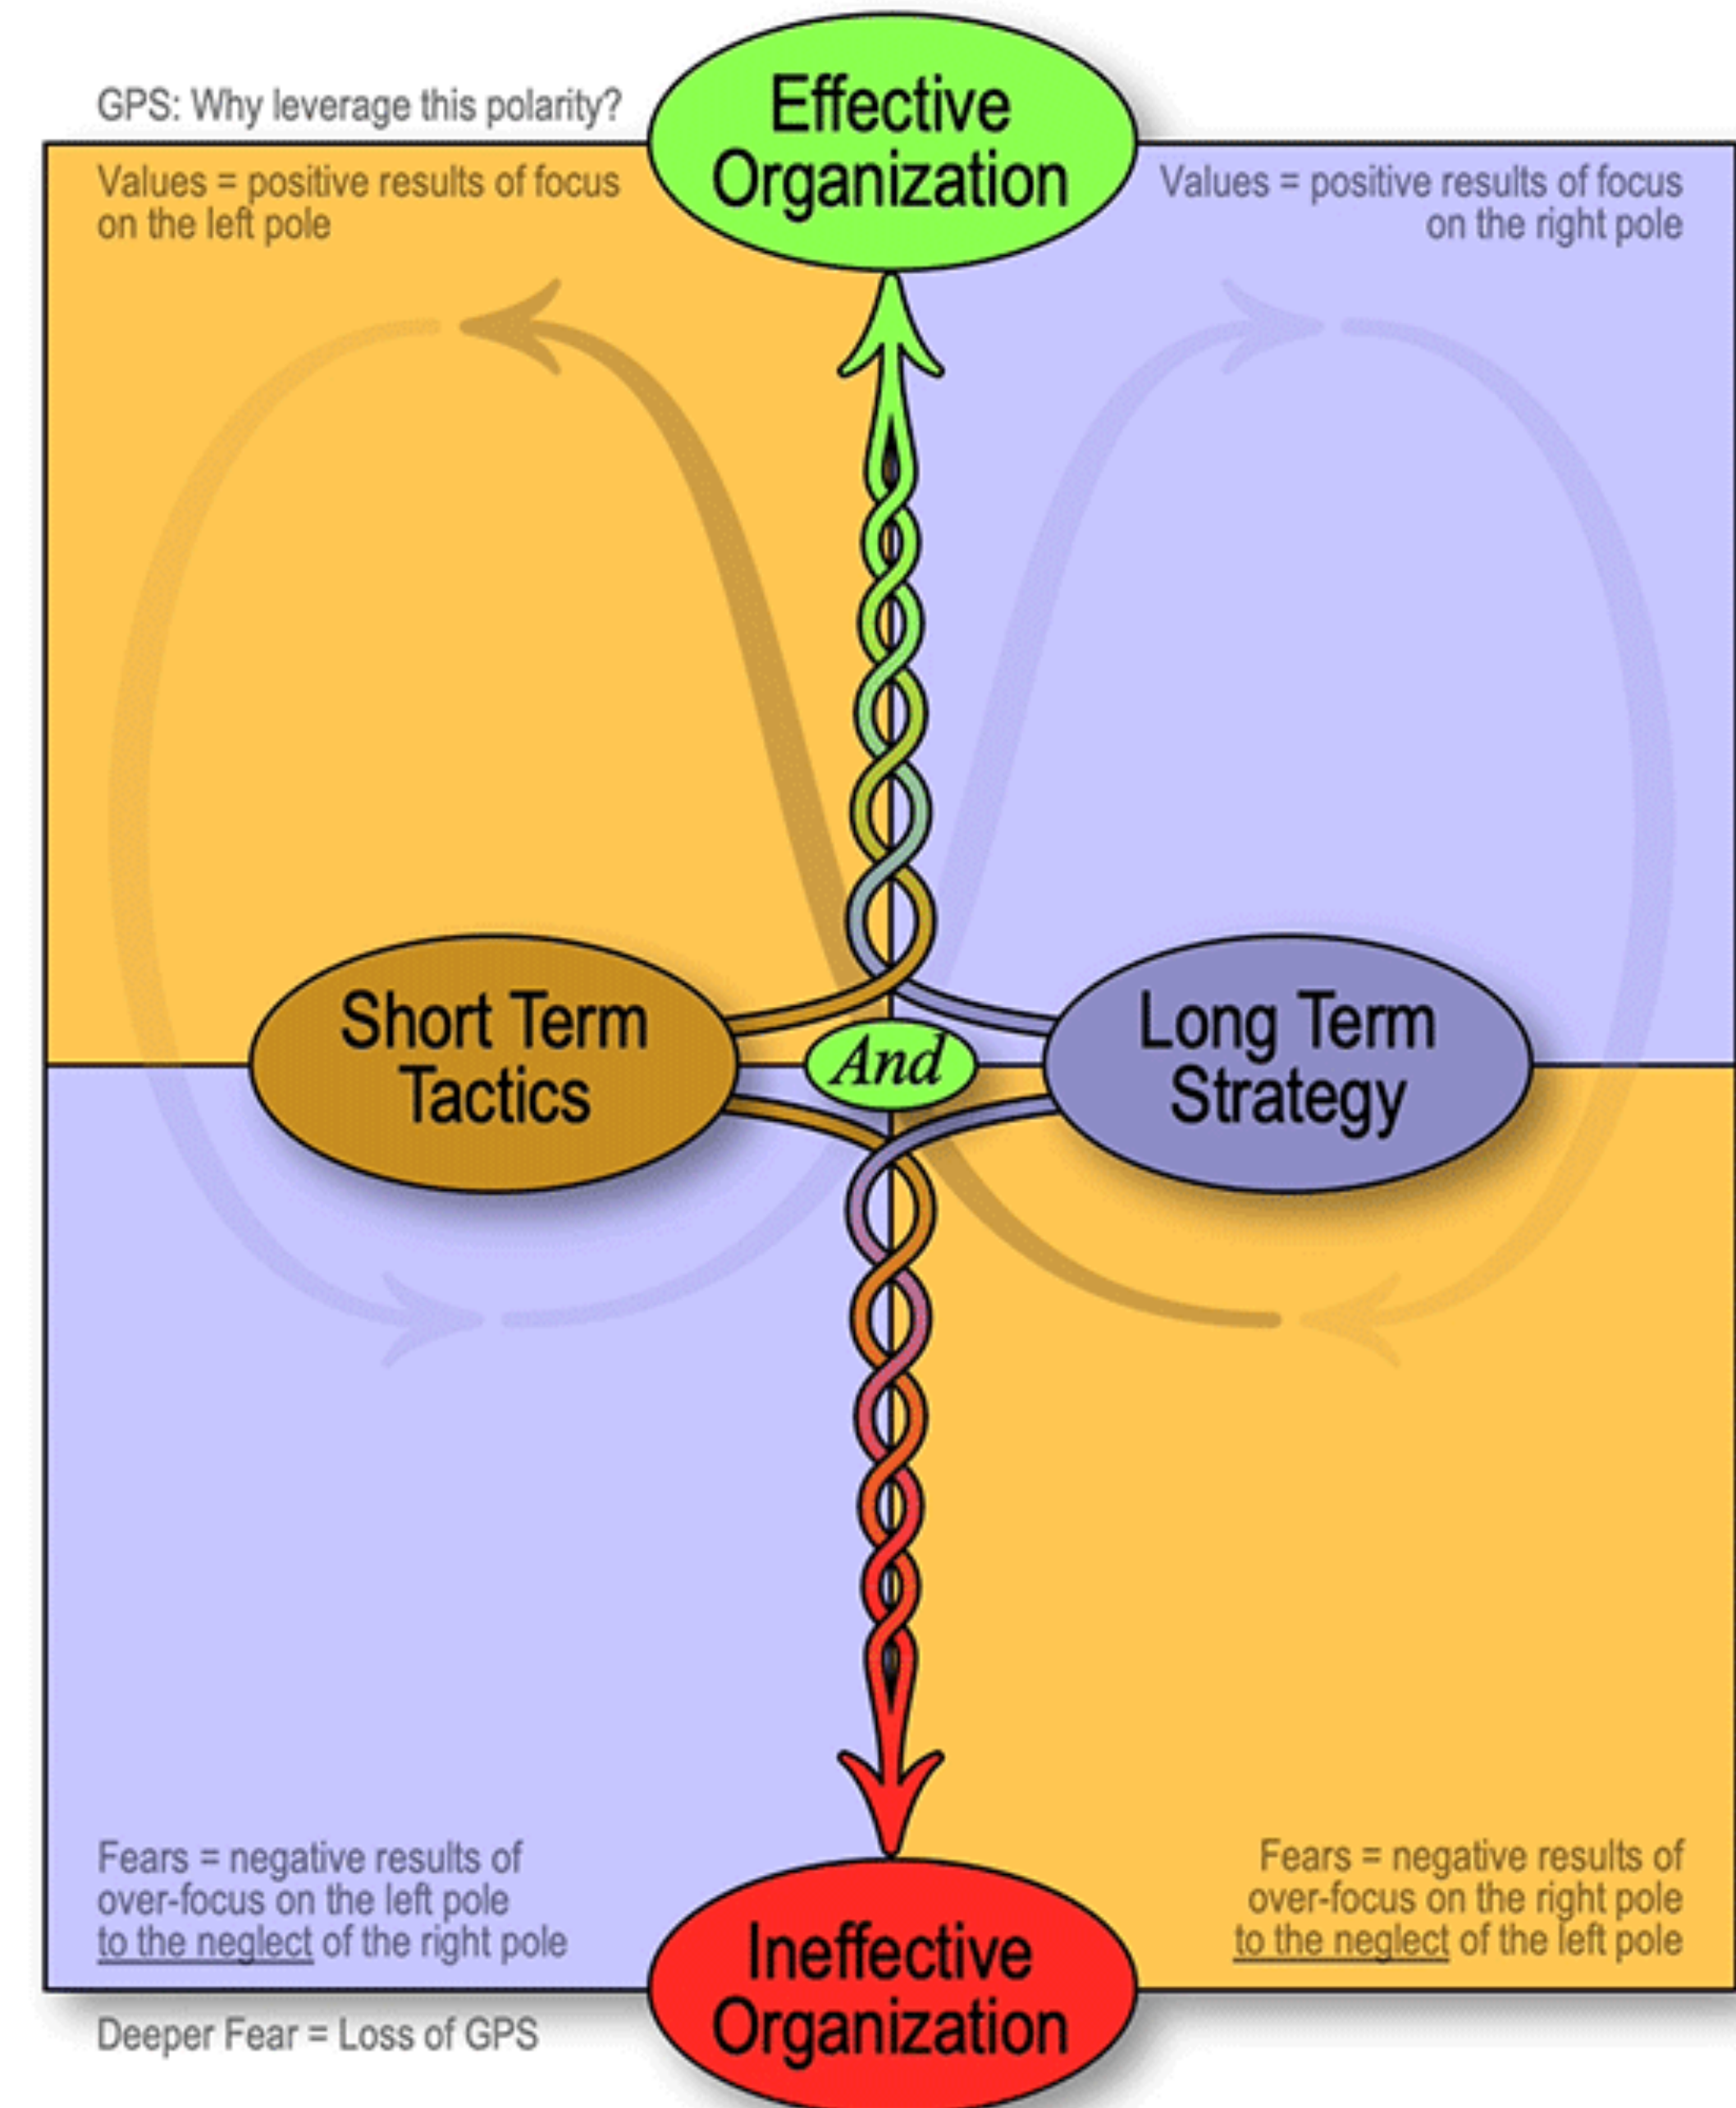 Effective
Organization
GPS: Why leverage this polarity?
Values = positive results of focus
on the left pole
Values = positive results of focus
on the right pole
Short Term
Tactics
And
Long Term
Strategy
Fears = negative results of
over-focus on the left pole
to the neglect of the right pole
Fears = negative results of
over-focus on the right pole
to the neglect of the left pole
Ineffective
Organization
Deeper Fear = Loss of GPS